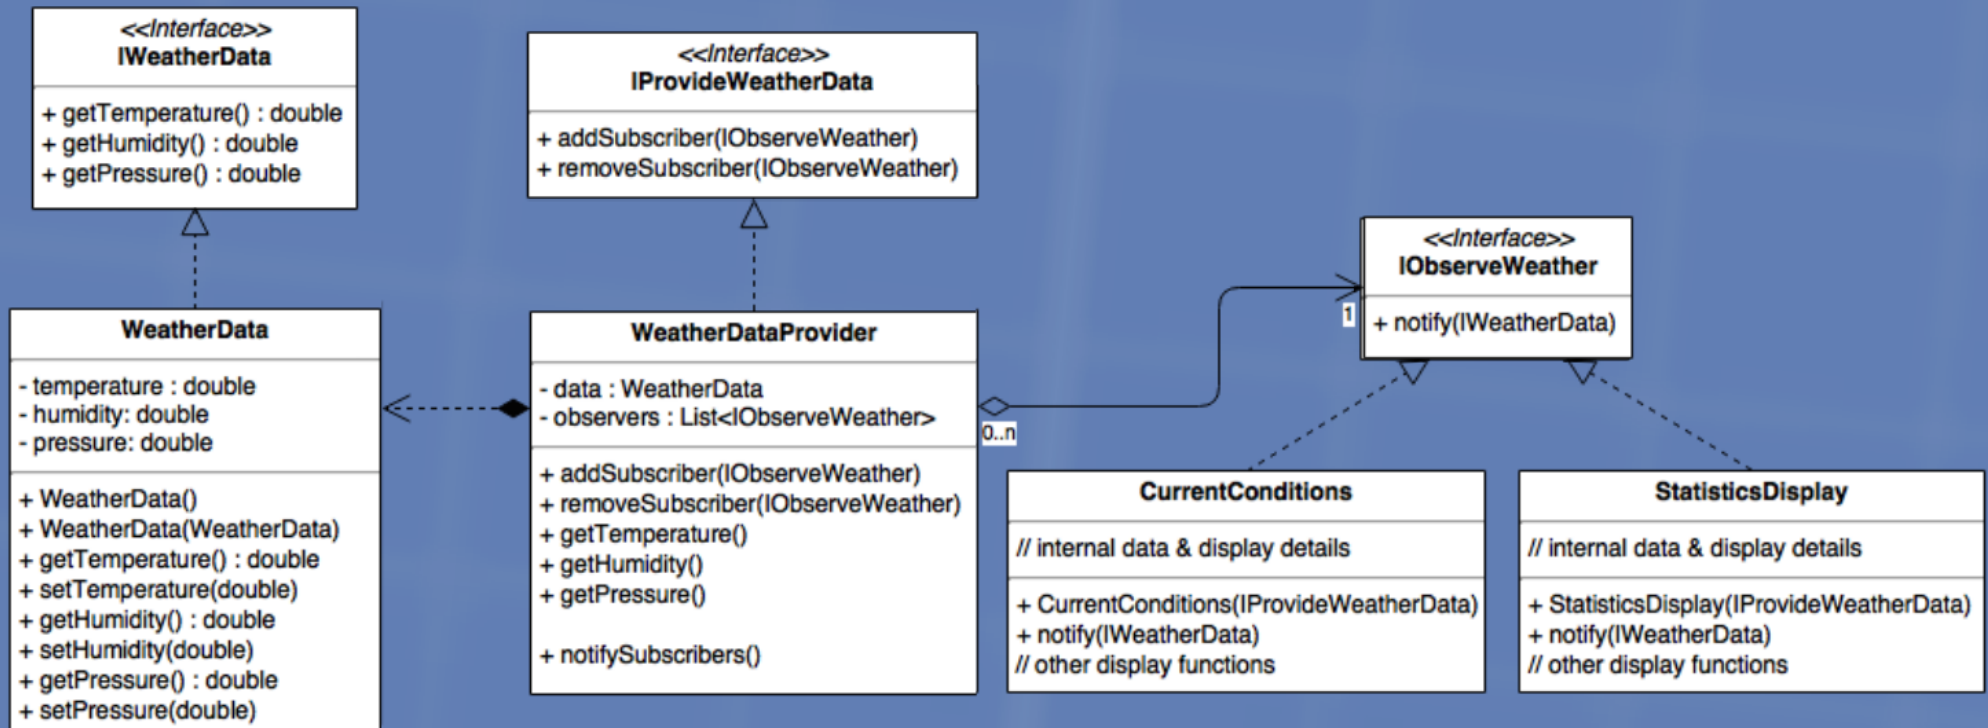 <<Interface>>
IWeatherData
+ getTemperature() : double
+ getHumidity() : double
+ getPressure() : double
<<Interface>>
IProvideWeatherData
+ addSubscriber(IObserveWeather)
+ removeSubscriber(IObserveWeather)
<<Interface>>
IObserveWeather
+ notify(IWeatherData)
1
WeatherData
- temperature : double
- humidity: double
- pressure: double
+ WeatherData()
+ WeatherData(WeatherData)
+ getTemperature() : double
+ setTemperature(double)
+ getHumidity() : double
+ setHumidity(double)
+ getPressure() : double
+ setPressure(double)
WeatherDataProvider
- data : WeatherData
- observers : List<IObserveWeather>
+ addSubscriber(IObserveWeather)
+ removeSubscriber(IObserveWeather)
+ getTemperature()
+ getHumidity()
+ getPressure()
+ notifySubscribers()
0..n
CurrentConditions
// internal data & display details
+ CurrentConditions(IProvideWeatherData)
+ notify(IWeatherData)
// other display functions
StatisticsDisplay
// internal data & display details
+ StatisticsDisplay(IProvideWeatherData)
+ notify(IWeatherData)
// other display functions